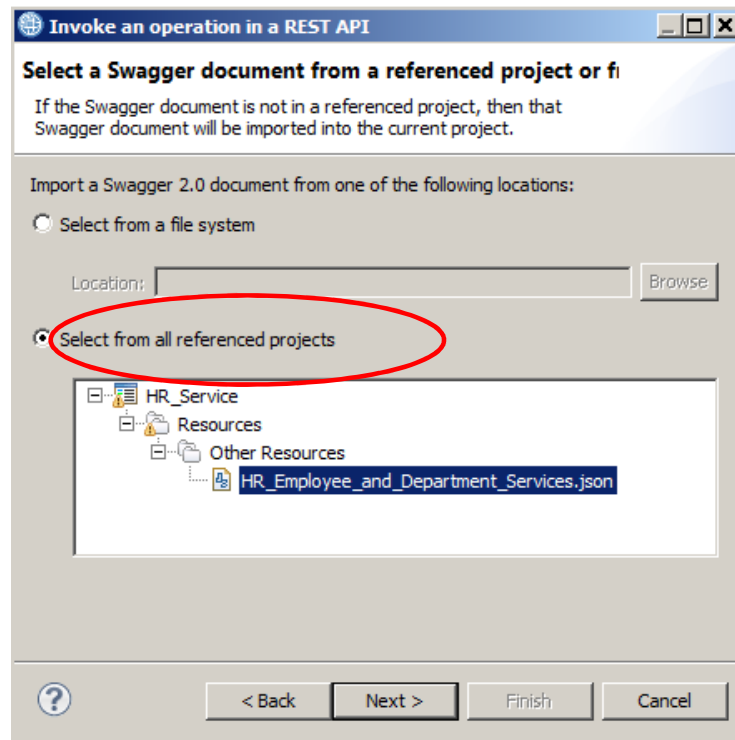 Invoke an operation in a REST API
Select a Swagger document from a referenced project or fi
If the Swagger document is not in a referenced project, then that
Swagger document will be imported into the current project.
Import a Swagger 2.0 document from one of the following locations:
Select from a file system
Location:
Browse
Select from all referenced projects
HR_Service
Resources
Other Resources
HR_Employee_and_Department_Services.json
?
< Back Next > Finish Cancel